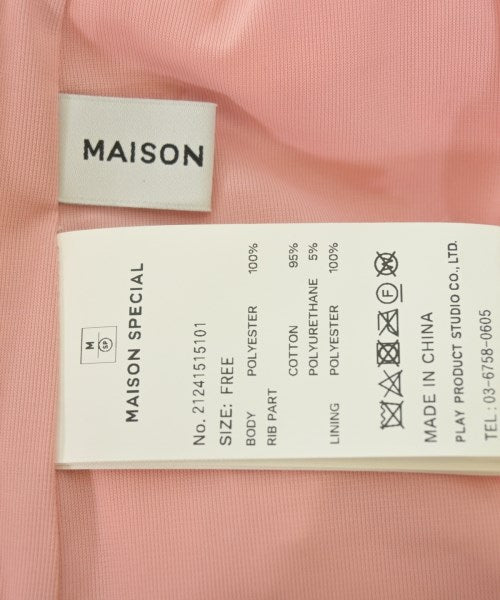 MAISON
M
SP
MAISON SPECIAL
No. 21241515101
SIZE: FREE
BODY POLYESTER 100%
RIB PART
COTTON 95%
POLYURETHANE 5%
LINING POLYESTER 100%
F W
MADE IN CHINA
PLAY PRODUCT STUDIO CO., LTD.
TEL: 03-6758-0605